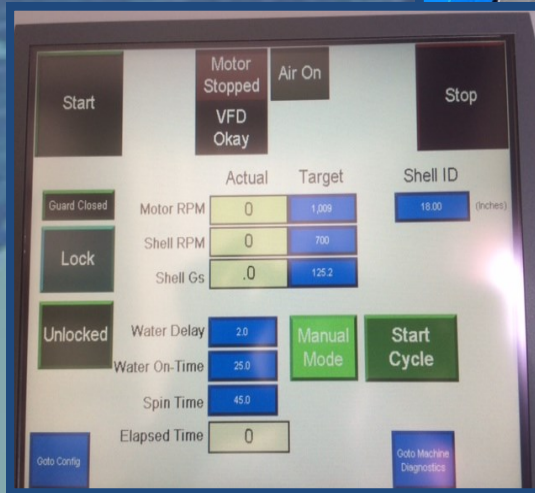 Motor
Stopped
Air On
Start
Stop
VFD
Okay
Actual Target Shell ID
Guard Closed Motor RPM 0 1,009 18.00 (Inches)
Shell RPM 0 700
Lock
Shell Gs .0 125.2
Unlocked Water Delay 2.0 Manual Start
Mode Cycle
Water On-Time 25.0
Spin Time 45.0
Elapsed Time 0
Goto Config Goto Machine
Diagnostics